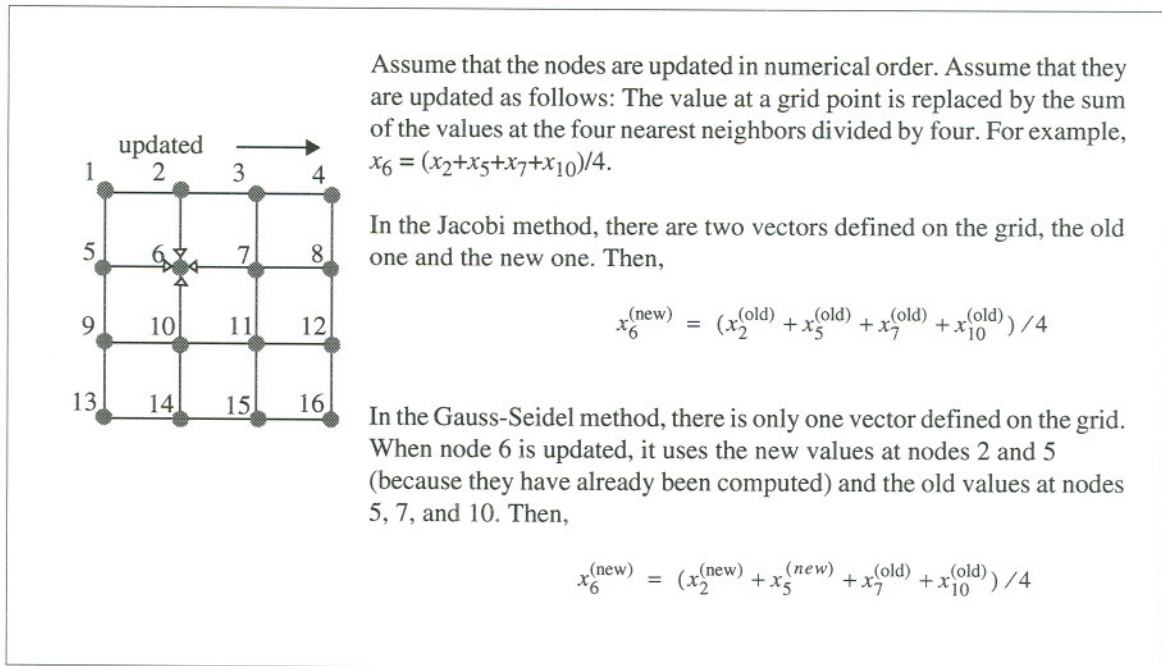 Assume that the nodes are updated in numerical order. Assume that they
are updated as follows: The value at a grid point is replaced by the sum
of the values at the four nearest neighbors divided by four. For example,
x₆ = (x₂+x₅+x₇+x₁₀)/4.
updated
1 2 3 4
5 6 7 8
9 10 11 12
13 14 15 16
In the Jacobi method, there are two vectors defined on the grid, the old
one and the new one. Then,
x₆^(new) = (x₂^(old) + x₅^(old) + x₇^(old) + x₁₀^(old)) /4
In the Gauss-Seidel method, there is only one vector defined on the grid.
When node 6 is updated, it uses the new values at nodes 2 and 5
(because they have already been computed) and the old values at nodes
5, 7, and 10. Then,
x₆^(new) = (x₂^(new) + x₅^(new) + x₇^(old) + x₁₀^(old)) /4